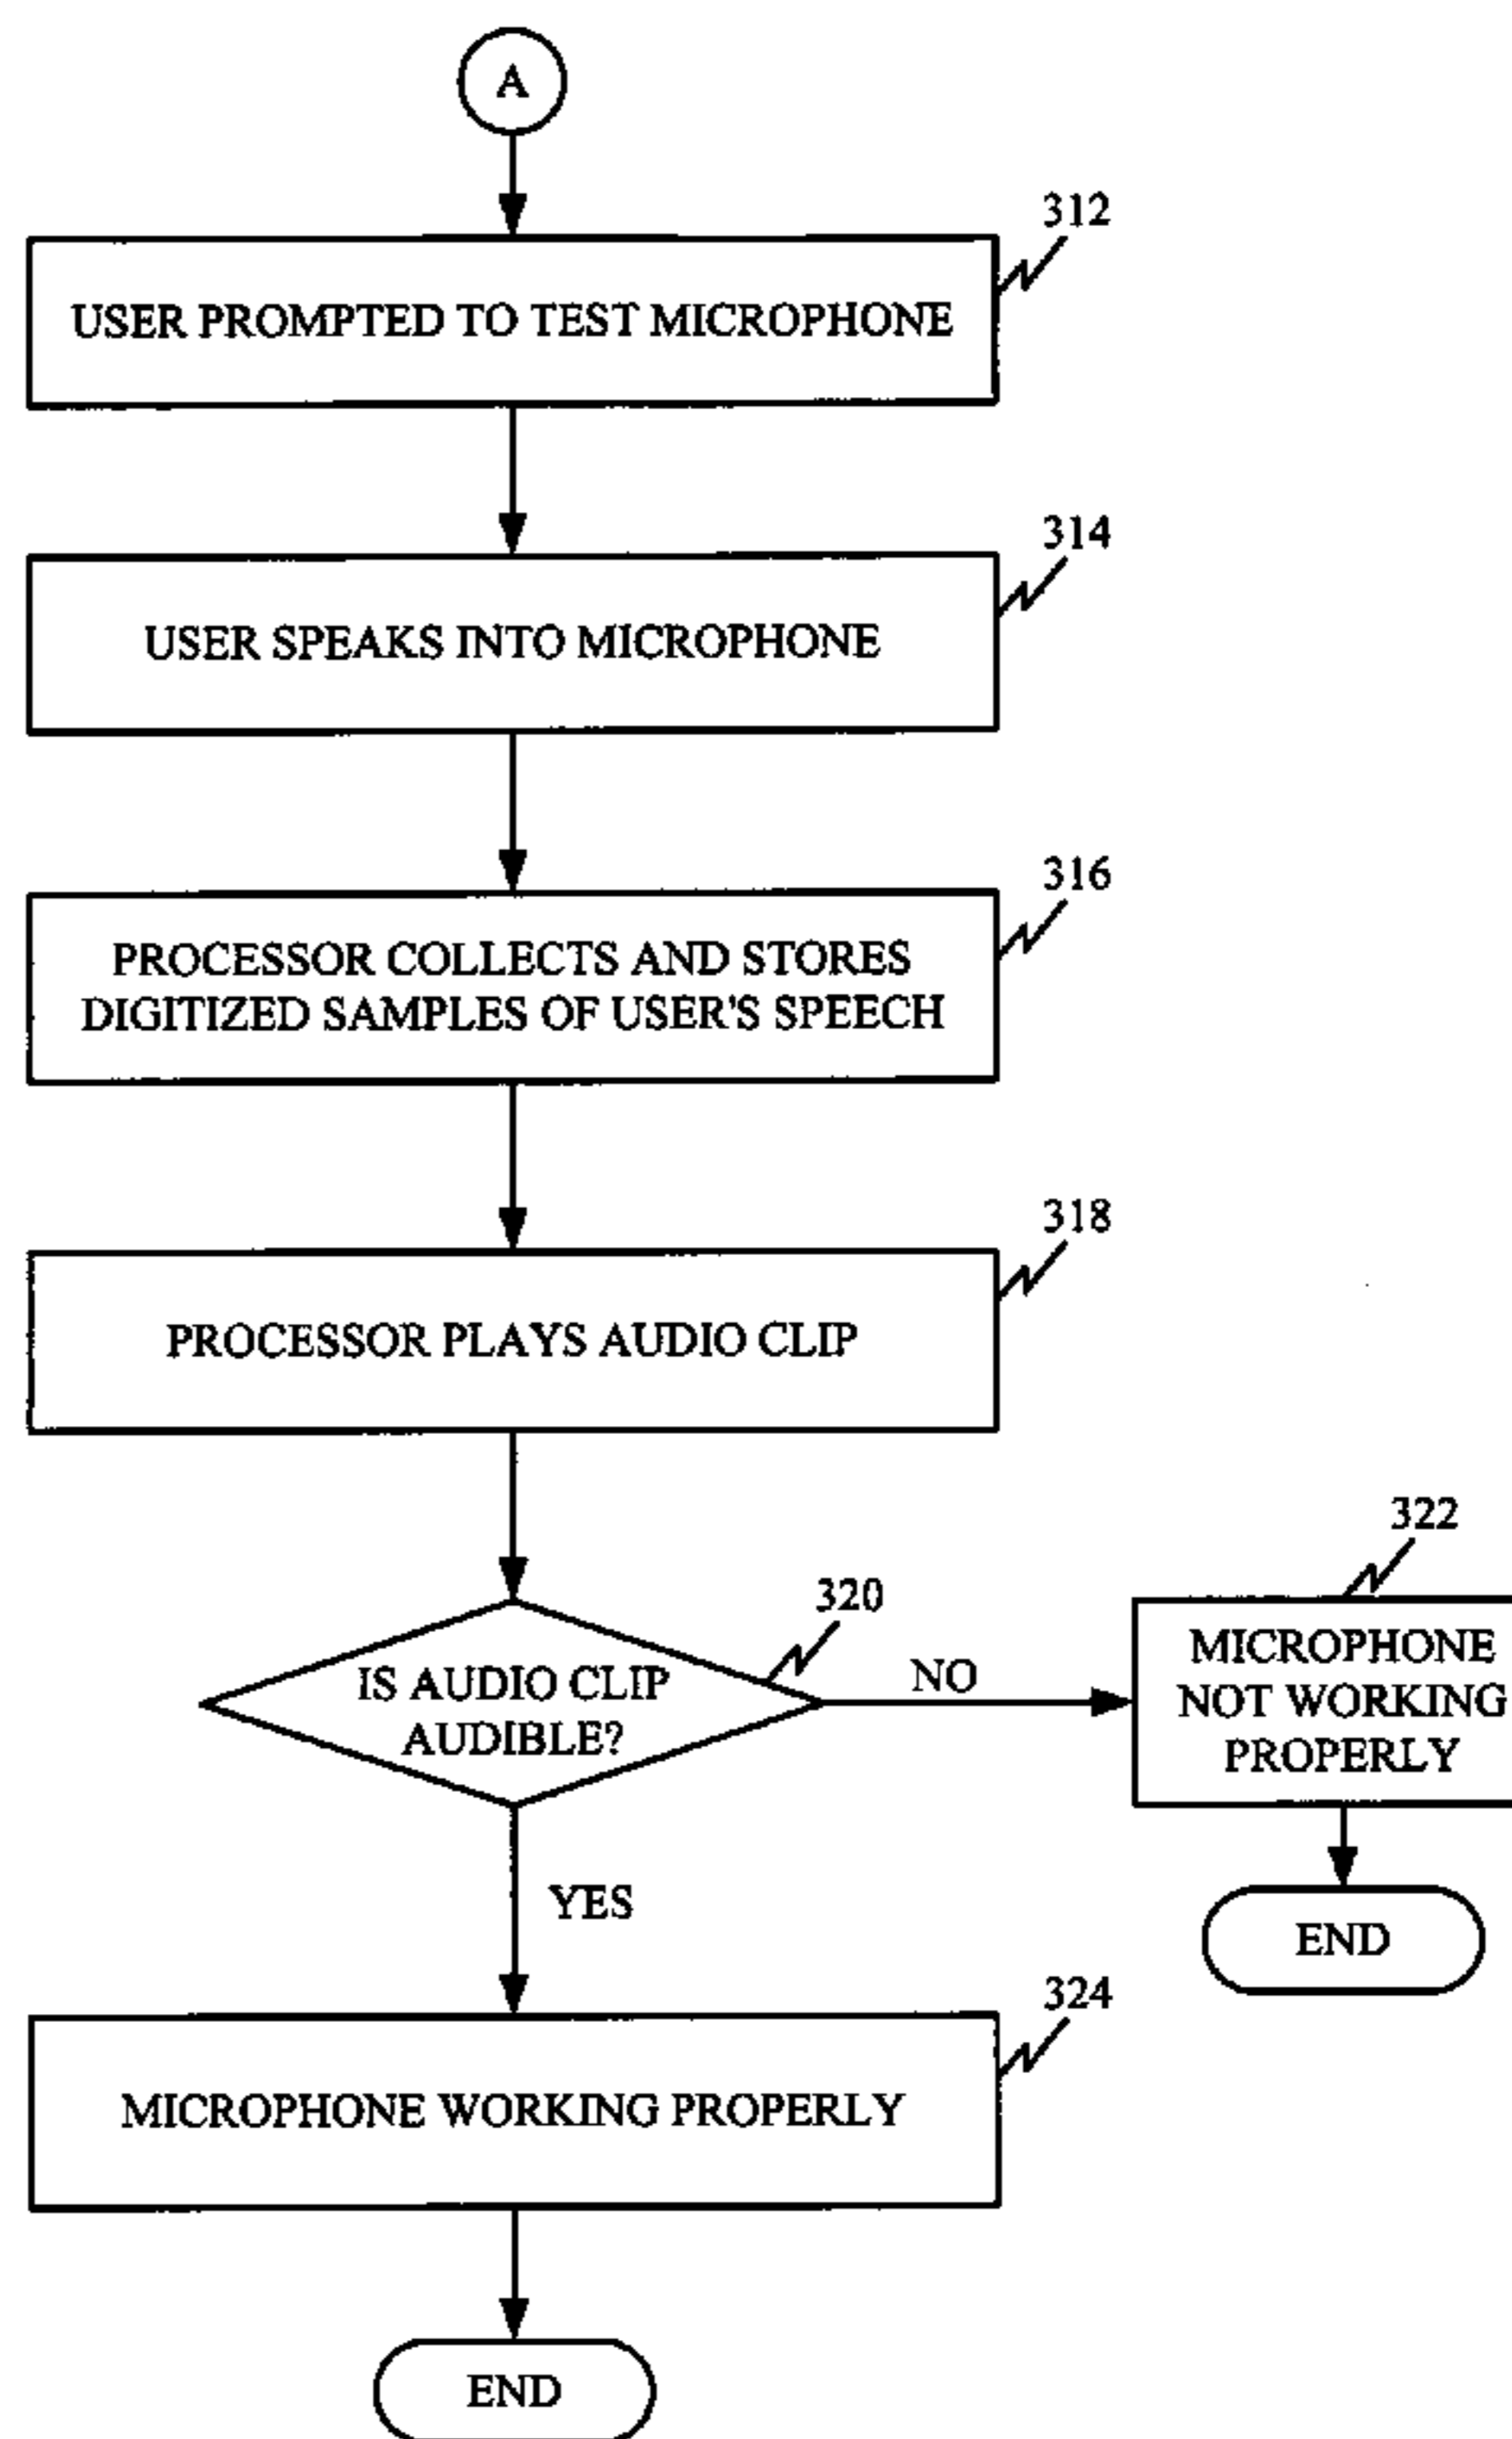 A
312
USER PROMPTED TO TEST MICROPHONE
314
USER SPEAKS INTO MICROPHONE
316
PROCESSOR COLLECTS AND STORES
DIGITIZED SAMPLES OF USER'S SPEECH
318
PROCESSOR PLAYS AUDIO CLIP
320
IS AUDIO CLIP
AUDIBLE?
NO
322
MICROPHONE
NOT WORKING
PROPERLY
END
YES
324
MICROPHONE WORKING PROPERLY
END